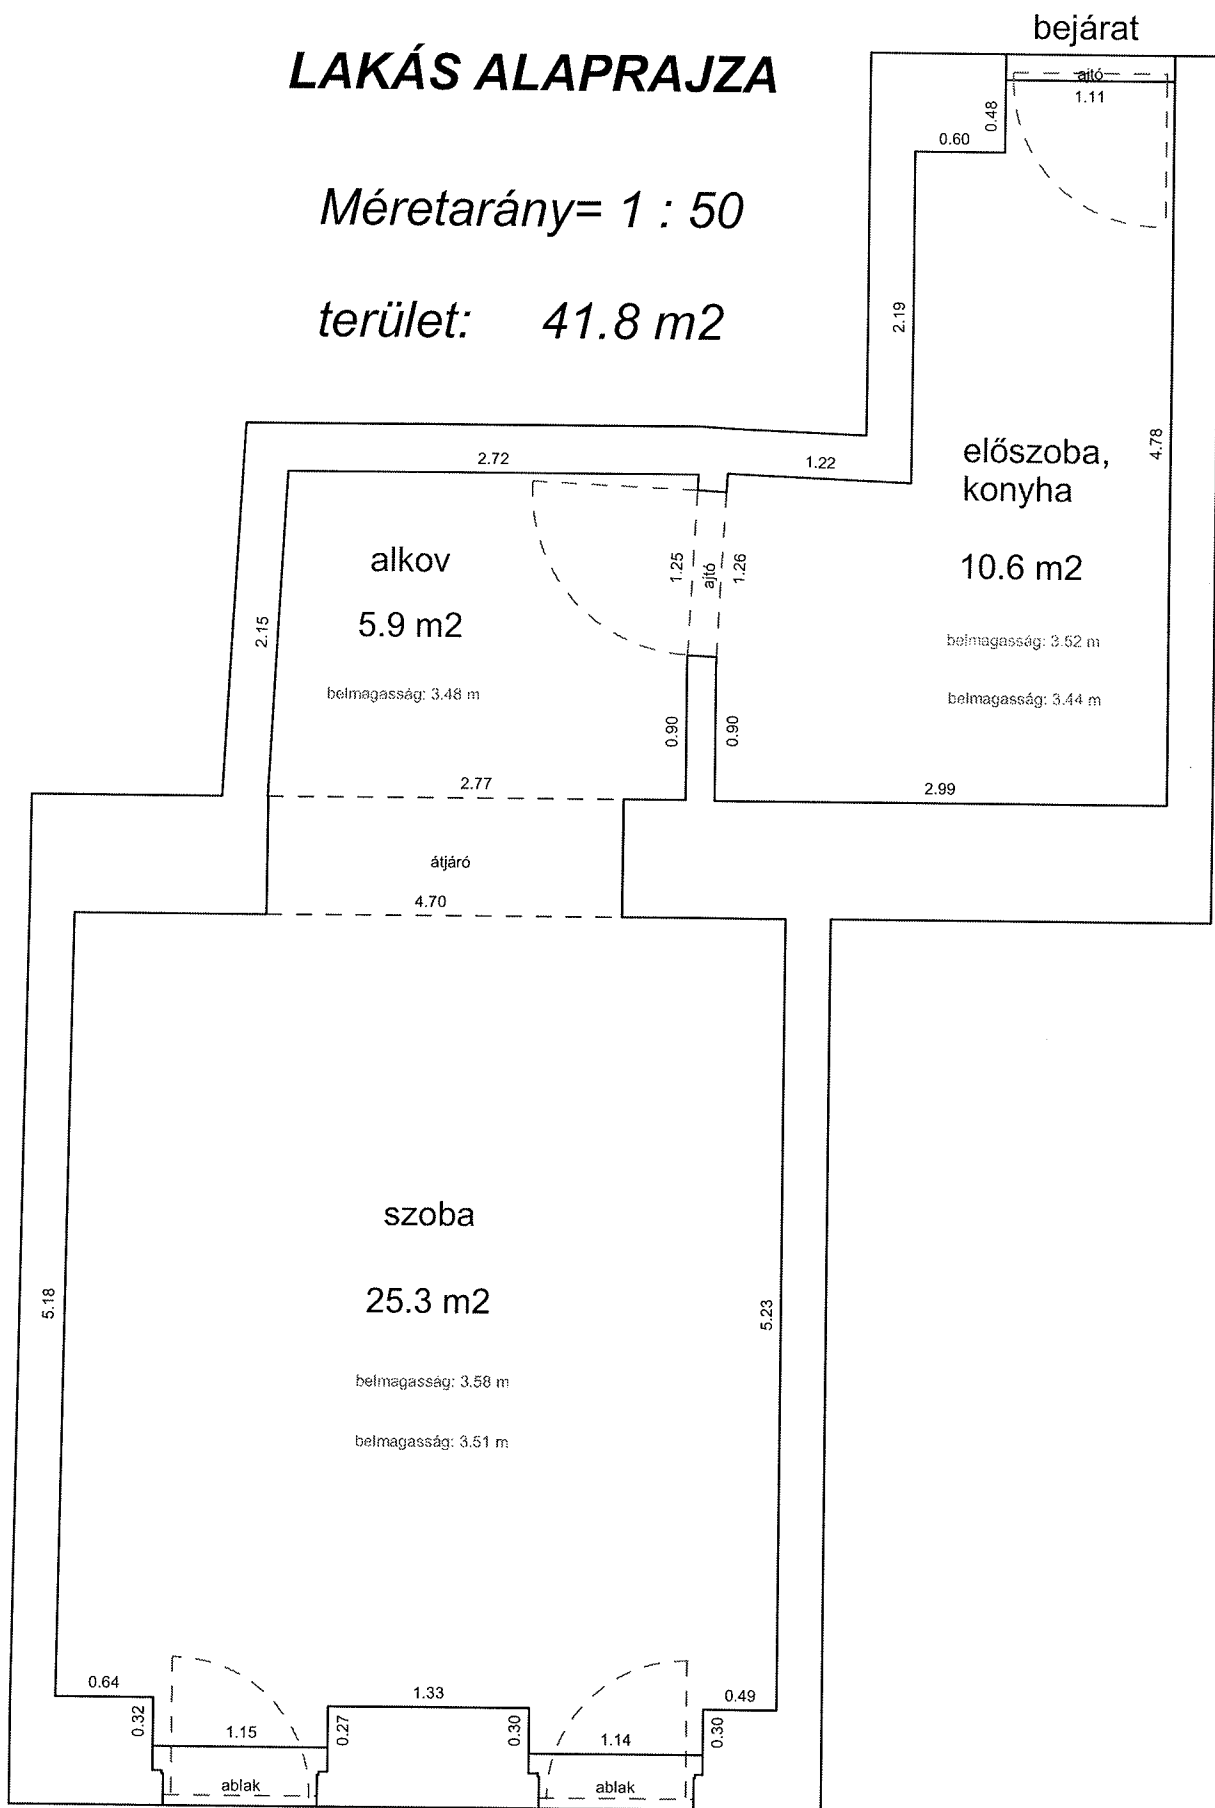 bejárat
LAKÁS ALAPRAJZA
ajtó
1.11
0.48
0.60
Méretarány= 1 : 50
terület: 41.8 m2
2.19
4.78
előszoba,
konyha
2.72
1.22
alkov
1.25
ajtó
1.26
10.6 m2
5.9 m2
2.15
belmagasság: 3.52 m
belmagasság: 3.48 m
belmagasság: 3.44 m
0.90
0.90
2.77
2.99
átjáró
4.70
szoba
25.3 m2
5.18
5.23
belmagasság: 3.58 m
belmagasság: 3.51 m
0.64
1.33
0.49
0.32
1.15
0.27
0.30
1.14
0.30
ablak
ablak